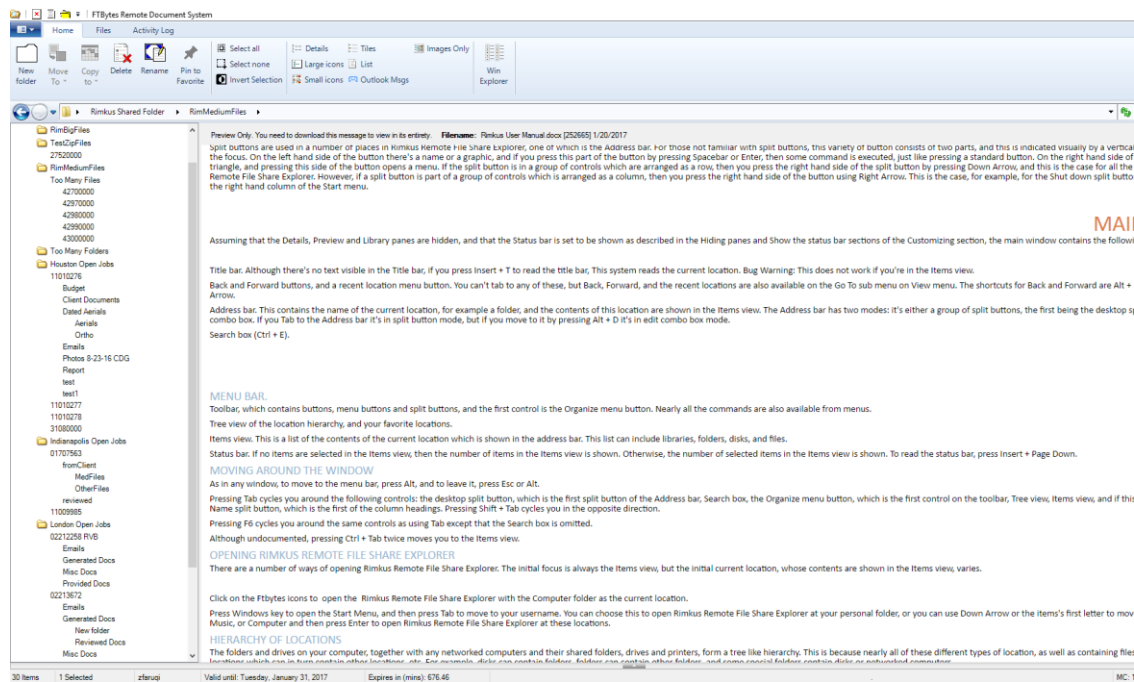 FTBytes Remote Document System
Home Files Activity Log
New folder
Move To
Copy to
Delete
Rename
Pin to Favorite
Select all
Select none
Invert Selection
Details
Large icons
Small icons
Tiles
List
Outlook Msgs
Images Only
Win Explorer
Rimkus Shared Folder RimMediumFiles
RimBigFiles
TestZipFiles
27520000
RimMediumFiles
Too Many Files
42700000
42970000
42980000
42990000
43000000
Too Many Folders
Houston Open Jobs
11010276
Budget
Client Documents
Dated Aerials
Aerials
Ortho
Emails
Photos 8-23-16 CDG
Report
test
test1
11010277
11010278
31080000
Indianapolis Open Jobs
01707563
fromClient
MedFiles
OtherFiles
reviewed
11009985
London Open Jobs
02212258 RVB
Emails
Generated Docs
Misc Docs
Provided Docs
02213672
Emails
Generated Docs
New folder
Reviewed Docs
Misc Docs
Preview Only. You need to download this message to view in its entirety. Filename: Rimkus User Manual.docx [252665] 1/20/2017
Split buttons are used in a number of places in Rimkus Remote File Share Explorer, one of which is the Address bar. For those not familiar with split buttons, this variety of button consists of two parts, and this is indicated visually by a vertical
the focus. On the left hand side of the button there's a name or a graphic, and if you press this part of the button by pressing Spacebar or Enter, then some command is executed, just like pressing a standard button. On the right hand side of
triangle, and pressing this side of the button opens a menu. If the split button is in a group of controls which are arranged as a row, then you press the right hand side of the split button by pressing Down Arrow, and this is the case for all the
Remote File Share Explorer. However, if a split button is part of a group of controls which is arranged as a column, then you press the right hand side of the button using Right Arrow. This is the case, for example, for the Shut down split butto
the right hand column of the Start menu.
MAI
Assuming that the Details, Preview and Library panes are hidden, and that the Status bar is set to be shown as described in the Hiding panes and Show the status bar sections of the Customizing section, the main window contains the followi
Title bar. Although there's no text visible in the Title bar, if you press Insert + T to read the title bar, This system reads the current location. Bug Warning: This does not work if you're in the Items view.
Back and Forward buttons, and a recent location menu button. You can't tab to any of these, but Back, Forward, and the recent locations are also available on the Go To sub menu on View menu. The shortcuts for Back and Forward are Alt +
Arrow.
Address bar. This contains the name of the current location, for example a folder, and the contents of this location are shown in the Items view. The Address bar has two modes: it's either a group of split buttons, the first being the desktop sp
combo box. If you Tab to the Address bar it's in split button mode, but if you move to it by pressing Alt + D it's in edit combo box mode.
Search box (Ctrl + E).
MENU BAR.
Toolbar, which contains buttons, menu buttons and split buttons, and the first control is the Organize menu button. Nearly all the commands are also available from menus.
Tree view of the location hierarchy, and your favorite locations.
Items view. This is a list of the contents of the current location which is shown in the address bar. This list can include libraries, folders, disks, and files.
Status bar. If no items are selected in the Items view, then the number of items in the Items view is shown. Otherwise, the number of selected items in the Items view is shown. To read the status bar, press Insert + Page Down.
MOVING AROUND THE WINDOW
As in any window, to move to the menu bar, press Alt, and to leave it, press Esc or Alt.
Pressing Tab cycles you around the following controls: the desktop split button, which is the first split button of the Address bar, Search box, the Organize menu button, which is the first control on the toolbar, Tree view, Items view, and if this
Name split button, which is the first of the column headings. Pressing Shift + Tab cycles you in the opposite direction.
Pressing F6 cycles you around the same controls as using Tab except that the Search box is omitted.
Although undocumented, pressing Ctrl + Tab twice moves you to the Items view.
OPENING RIMKUS REMOTE FILE SHARE EXPLORER
There are a number of ways of opening Rimkus Remote File Share Explorer. The initial focus is always the Items view, but the initial current location, whose contents are shown in the Items view, varies.
Click on the Ftbytes icons to open the Rimkus Remote File Share Explorer with the Computer folder as the current location.
Press Windows key to open the Start Menu, and then press Tab to move to your username. You can choose this to open Rimkus Remote File Share Explorer at your personal folder, or you can use Down Arrow or the items's first letter to mov
Music, or Computer and then press Enter to open Rimkus Remote File Share Explorer at these locations.
HIERARCHY OF LOCATIONS
The folders and drives on your computer, together with any networked computers and their shared folders, drives and printers, form a tree like hierarchy. This is because nearly all of these different types of location, as well as containing files
locations which can in turn contain other locations, etc. For example, disks can contain folders, folders can contain other folders, and some special folders contain disks or networked computers.
30 Items 1 Selected zfaruqi Valid until: Tuesday, January 31, 2017 Expires in (mins): 676.46 MC: 1